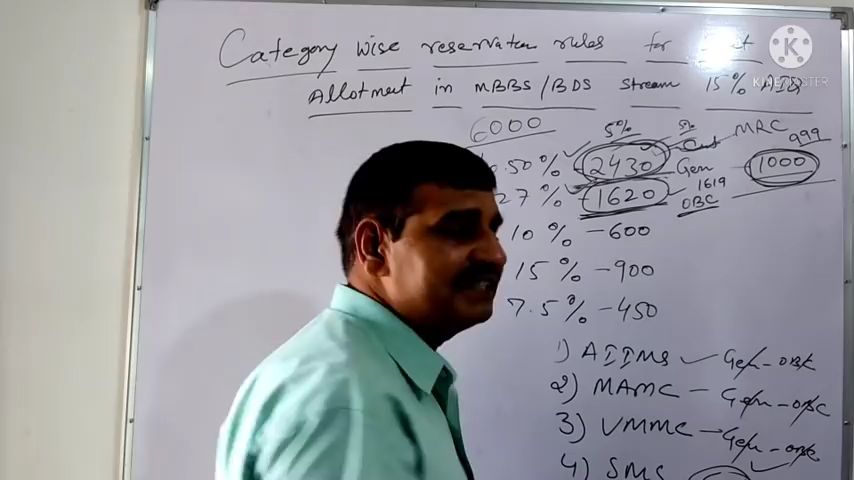 Category wise reservation rules for
Allotment in MBBS/BDS stream 15% AIQ
6000
5%
MRC 999
.50% 2430 Gen 1000
27% - 1620 1619
OBC
10% - 600
15% - 900
7.5% - 450
1) AIIMS Gen - OBC
2) MAMC - Gen - OBC
3) VMMC Gen - OBC
4) SMS
K
KINEMASTER